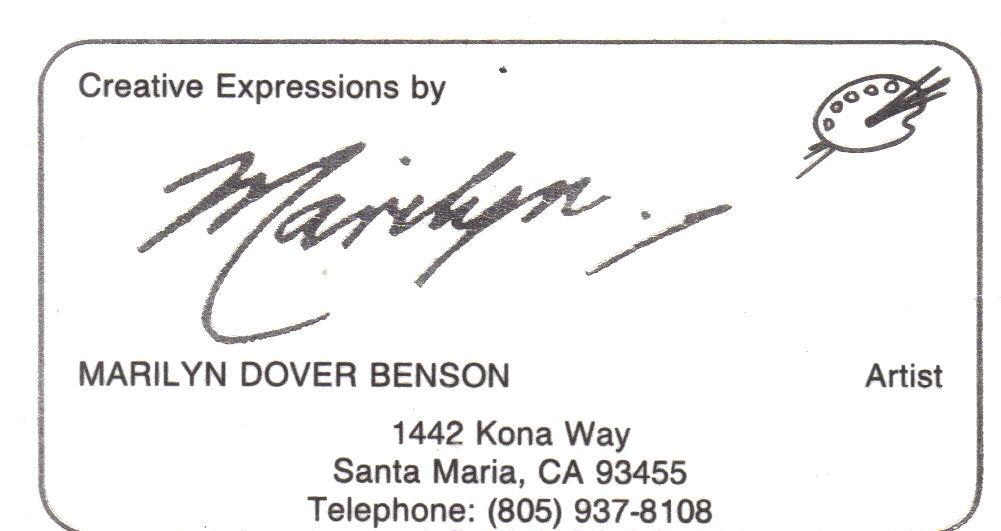 Creative Expressions by
Marilyn
MARILYN DOVER BENSON Artist
1442 Kona Way
Santa Maria, CA 93455
Telephone: (805) 937-8108